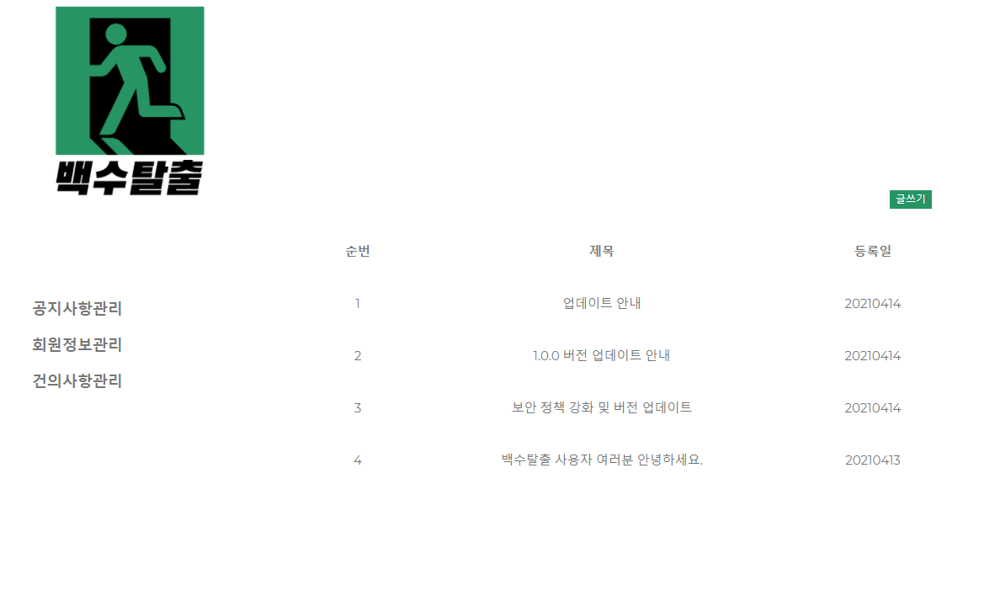 백수탈출
글쓰기
순번 제목 등록일
공지사항관리
회원정보관리
건의사항관리
1 업데이트 안내 20210414
2 1.0.0 버전 업데이트 안내 20210414
3 보안 정책 강화 및 버전 업데이트 20210414
4 백수탈출 사용자 여러분 안녕하세요. 20210413